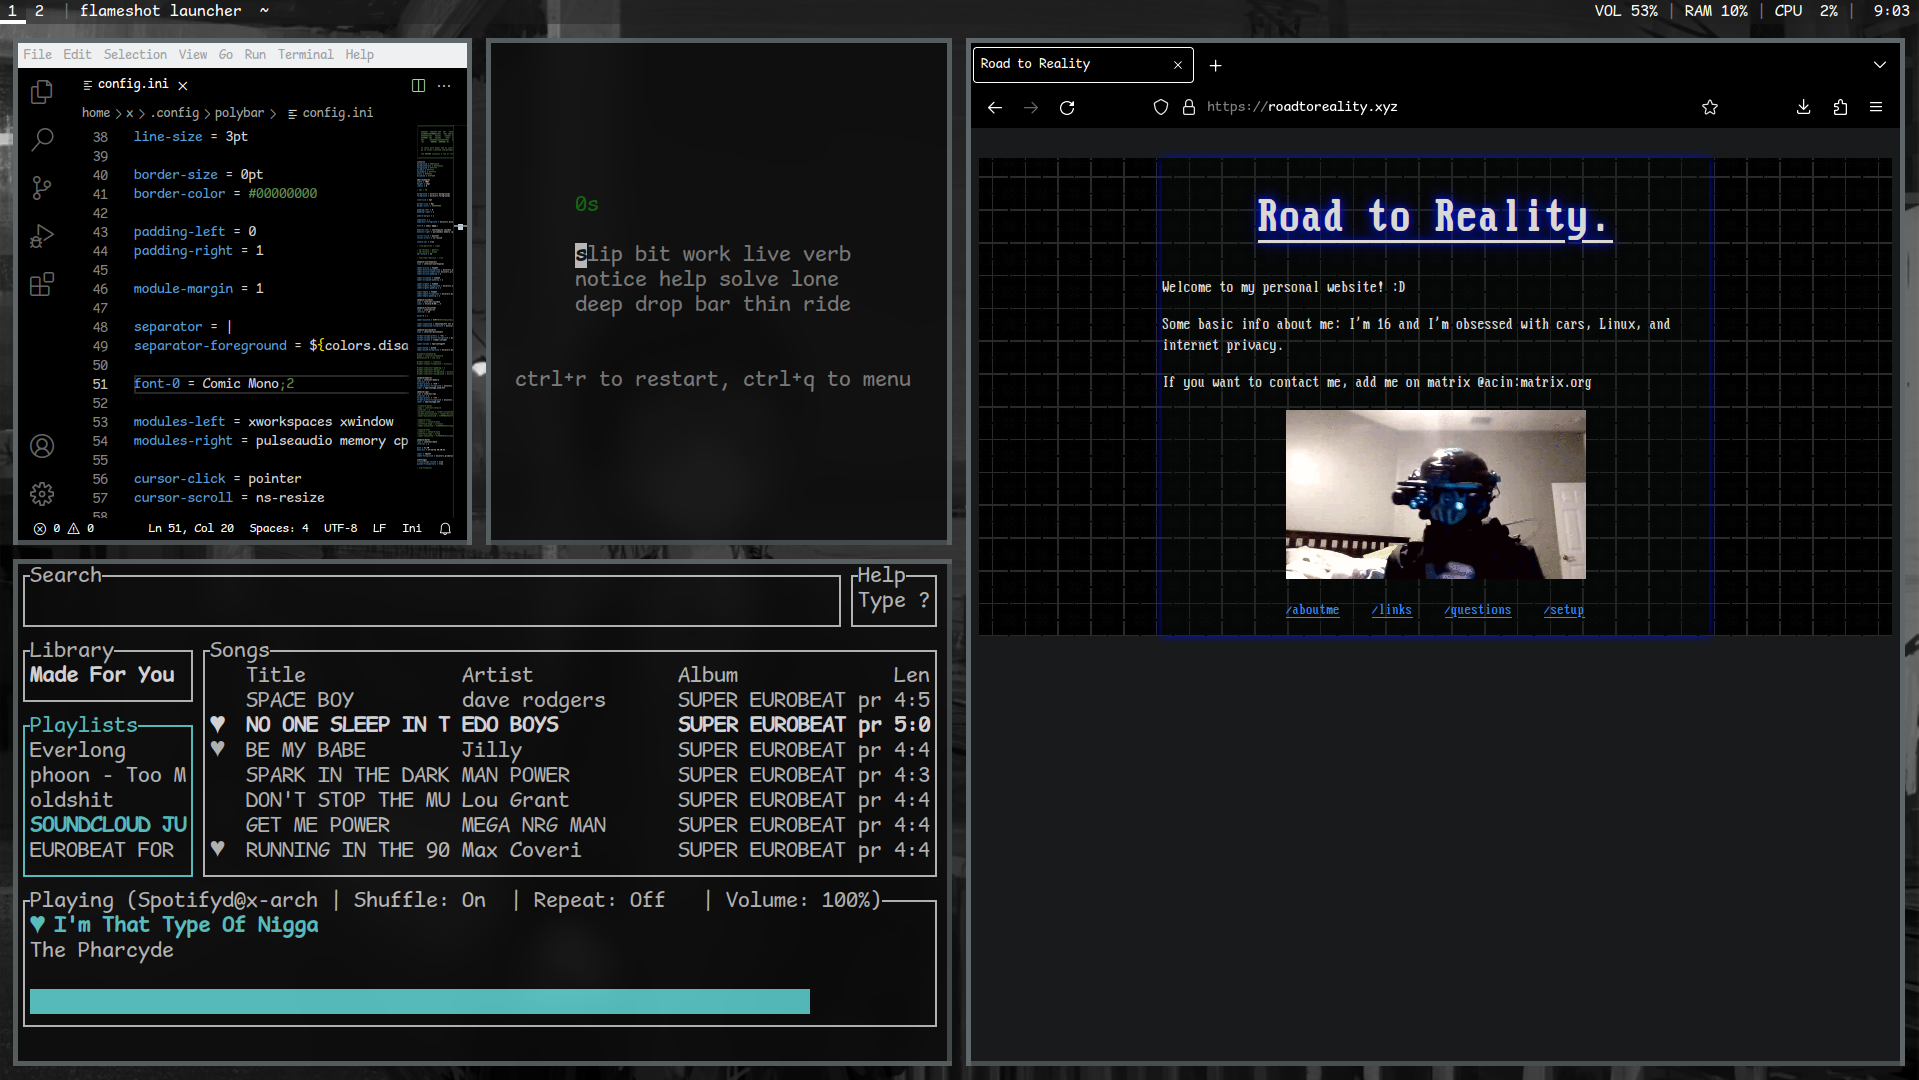 1 2 | flameshot launcher ~
VOL 53% | RAM 10% | CPU 2% | 9:03
File Edit Selection View Go Run Terminal Help
config.ini
home > x > .config > polybar > config.ini
38 line-size = 3pt
39
40 border-size = 0pt
41 border-color = #00000000
42
43 padding-left = 0
44 padding-right = 1
45
46 module-margin = 1
47
48 separator = |
49 separator-foreground = ${colors.disa
50
51 font-0 = Comic Mono;2
52
53 modules-left = xworkspaces xwindow
54 modules-right = pulseaudio memory cp
55
56 cursor-click = pointer
57 cursor-scroll = ns-resize
58
0 0 Ln 51, Col 20 Spaces: 4 UTF-8 LF Ini
0s
slip bit work live verb
notice help solve lone
deep drop bar thin ride
ctrl+r to restart, ctrl+q to menu
Search
Help
Type ?
Library
Made For You
Playlists
Everlong
phoon - Too M
oldshit
SOUNDCLOUD JU
EUROBEAT FOR
Songs
Title Artist Album Len
SPACE BOY dave rodgers SUPER EUROBEAT pr 4:5
♥ NO ONE SLEEP IN T EDO BOYS SUPER EUROBEAT pr 5:0
♥ BE MY BABE Jilly SUPER EUROBEAT pr 4:4
SPARK IN THE DARK MAN POWER SUPER EUROBEAT pr 4:3
DON'T STOP THE MU Lou Grant SUPER EUROBEAT pr 4:4
GET ME POWER MEGA NRG MAN SUPER EUROBEAT pr 4:4
♥ RUNNING IN THE 90 Max Coveri SUPER EUROBEAT pr 4:4
Playing (Spotifyd@x-arch | Shuffle: On | Repeat: Off | Volume: 100%)
♥ I'm That Type Of Nigga
The Pharcyde
Road to Reality
https://roadtoreality.xyz
Road to Reality.
Welcome to my personal website! :D
Some basic info about me: I'm 16 and I'm obsessed with cars, Linux, and
internet privacy.
If you want to contact me, add me on matrix @acin:matrix.org
/aboutme /links /questions /setup